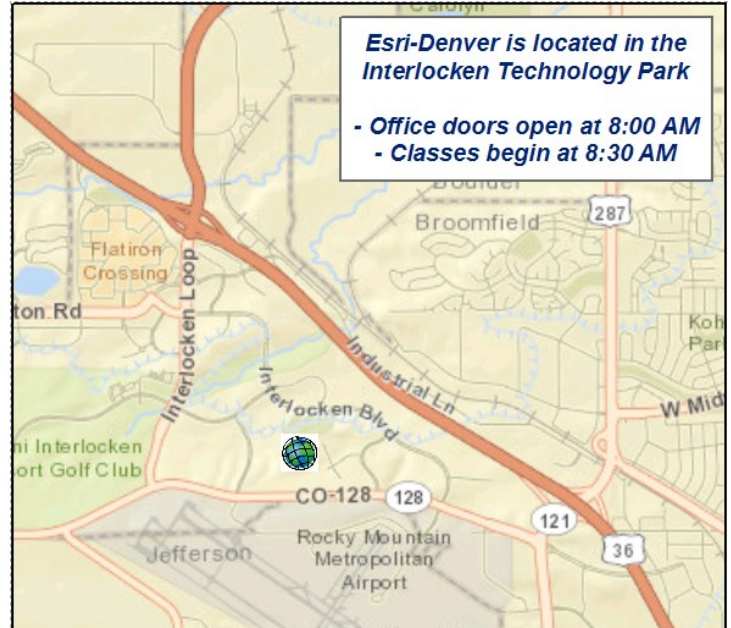 Carolyn
Esri-Denver is located in the
Interlocken Technology Park
- Office doors open at 8:00 AM
- Classes begin at 8:30 AM
Boulder
Broomfield
287
Flatiron
Crossing
Interlocken Loop
ton Rd
Koh
Par
Industrial Ln
Interlocken Blvd
W Mid
ni Interlocken
ort Golf Club
CO-128
128
121
36
Jefferson
Rocky Mountain
Metropolitan
Airport